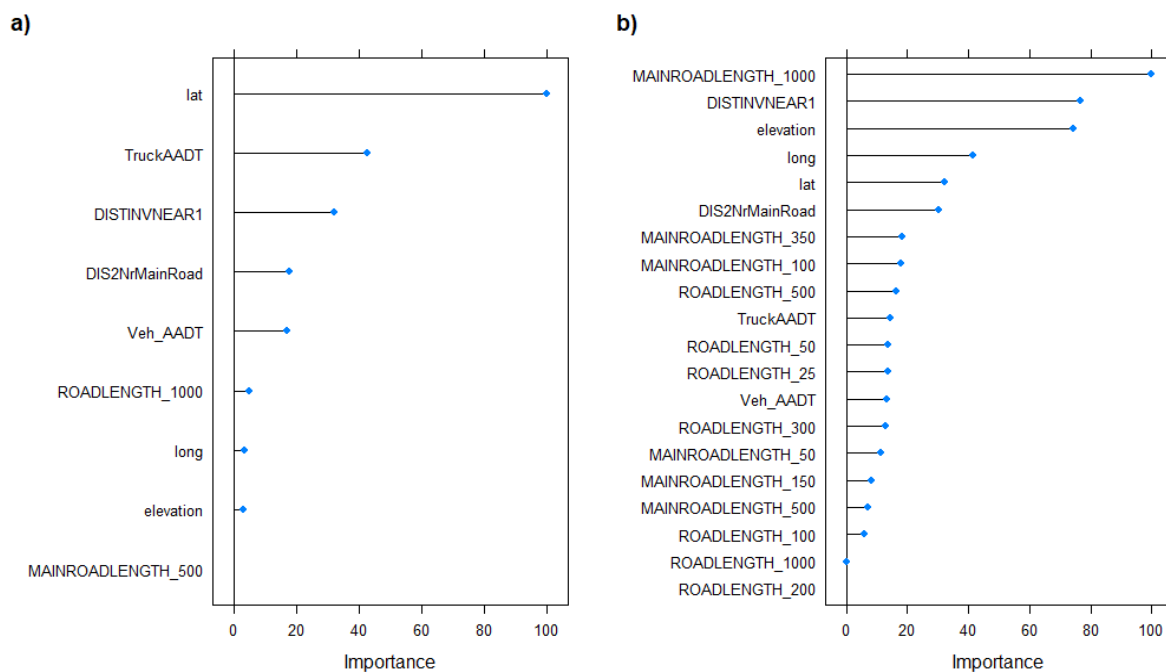 a)
lat
TruckAADT
DISTINVNEAR1
DIS2NrMainRoad
Veh_AADT
ROADLENGTH_1000
long
elevation
MAINROADLENGTH_500
0 20 40 60 80 100
Importance
b)
MAINROADLENGTH_1000
DISTINVNEAR1
elevation
long
lat
DIS2NrMainRoad
MAINROADLENGTH_350
MAINROADLENGTH_100
ROADLENGTH_500
TruckAADT
ROADLENGTH_50
ROADLENGTH_25
Veh_AADT
ROADLENGTH_300
MAINROADLENGTH_50
MAINROADLENGTH_150
MAINROADLENGTH_500
ROADLENGTH_100
ROADLENGTH_1000
ROADLENGTH_200
0 20 40 60 80 100
Importance